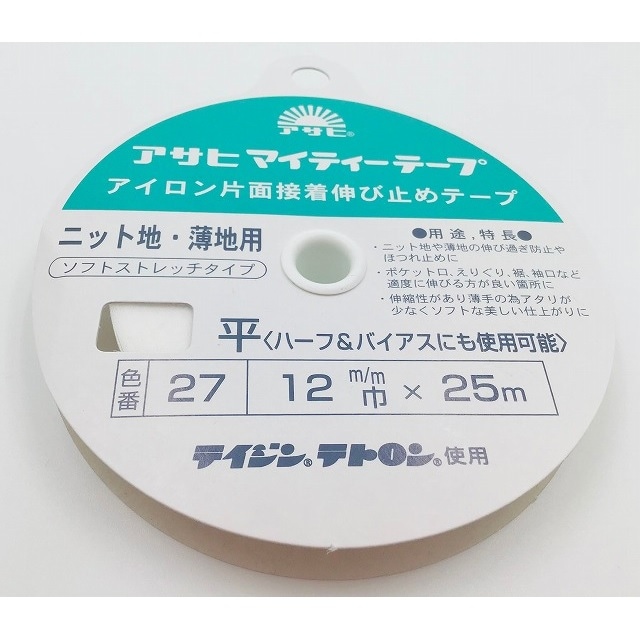 アサヒ®
アサヒ マイティーテープ
アイロン片面接着伸び止めテープ
ニット地・薄地用
ソフトストレッチタイプ
●用途,特長●
・ニット地や薄地の伸び過ぎ防止や
ほつれ止めに
・ポケット口、えりぐり、裾、袖口など
適度に伸びる方が良い箇所に
・伸縮性があり薄手の為アタリが
少なくソフトな美しい仕上がりに
平〈ハーフ&バイアスにも使用可能〉
色番 27 12 m/m巾 × 25m
テイジン®テトロン®使用